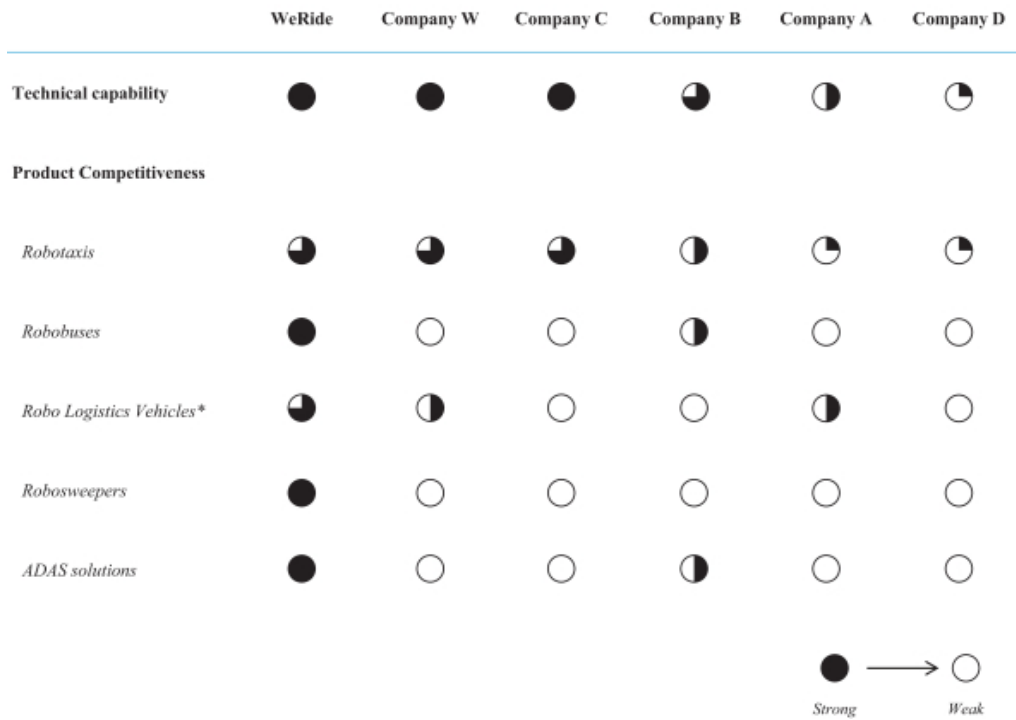 WeRide Company W Company C Company B Company A Company D
Technical capability
Product Competitiveness
Robotaxis
Robobuses
Robo Logistics Vehicles*
Robosweepers
ADAS solutions
Strong Weak